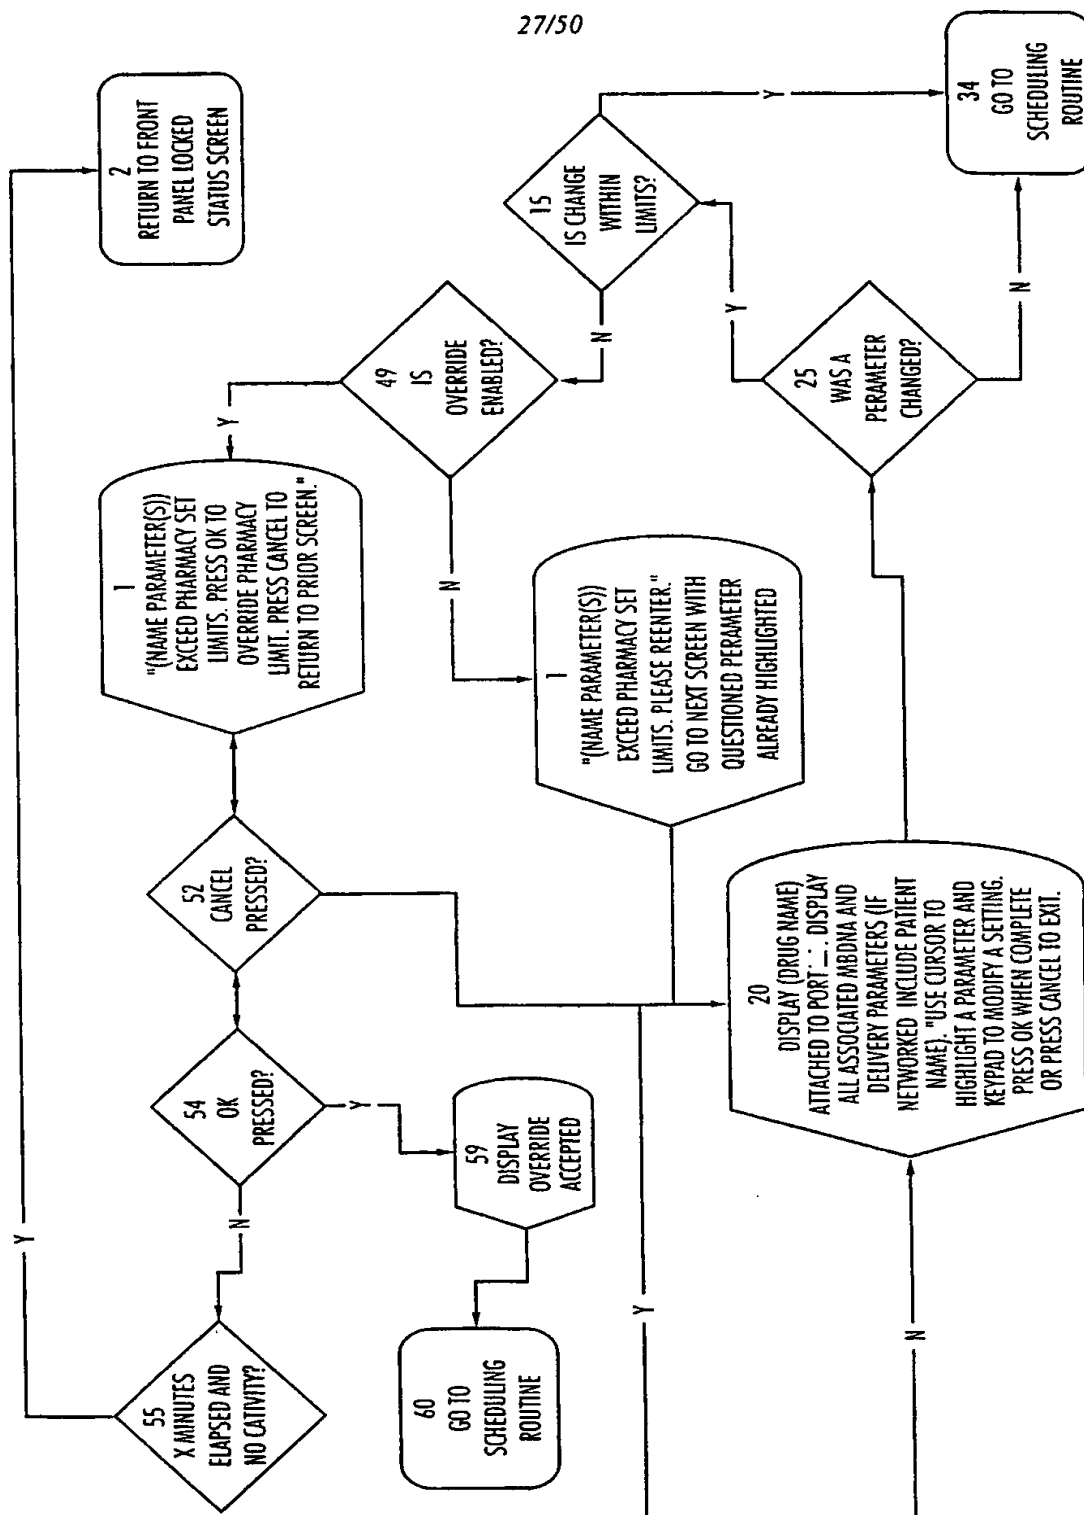 27/50
2
RETURN TO FRONT
PANEL LOCKED
STATUS SCREEN
Y
Y
34
GO TO
SCHEDULING
ROUTINE
15
IS CHANGE
WITHIN
LIMITS?
N
Y
N
49
IS
OVERRIDE
ENABLED?
25
WAS A
PERAMETER
CHANGED?
Y
N
1
"(NAME PARAMETER(S))
EXCEED PHARMACY SET
LIMITS. PRESS OK TO
OVERRIDE PHARMACY
LIMIT. PRESS CANCEL TO
RETURN TO PRIOR SCREEN."
1
"(NAME PARAMETER(S))
EXCEED PHARMACY SET
LIMITS. PLEASE REENTER."
GO TO NEXT SCREEN WITH
QUESTIONED PERAMETER
ALREADY HIGHLIGHTED
52
CANCEL
PRESSED?
20
DISPLAY (DRUG NAME)
ATTACHED TO PORT _. DISPLAY
ALL ASSOCIATED MBDNA AND
DELIVERY PARAMETERS (IF
NETWORKED INCLUDE PATIENT
NAME). "USE CURSOR TO
HIGHLIGHT A PARAMETER AND
KEYPAD TO MODIFY A SETTING.
PRESS OK WHEN COMPLETE
OR PRESS CANCEL TO EXIT.
54
OK
PRESSED?
Y
N
59
DISPLAY
OVERRIDE
ACCEPTED
55
X MINUTES
ELAPSED AND
NO CATIVITY?
60
GO TO
SCHEDULING
ROUTINE
Y
N